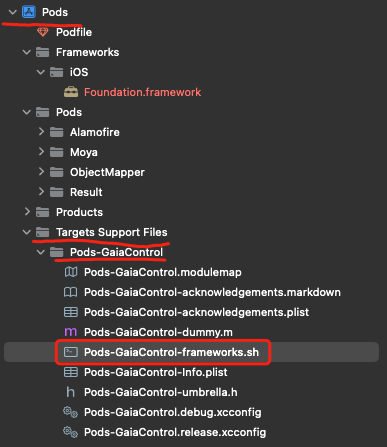 Pods
Podfile
Frameworks
iOS
Foundation.framework
Pods
Alamofire
Moya
ObjectMapper
Result
Products
Targets Support Files
Pods-GaiaControl
Pods-GaiaControl.modulemap
Pods-GaiaControl-acknowledgements.markdown
Pods-GaiaControl-acknowledgements.plist
Pods-GaiaControl-dummy.m
Pods-GaiaControl-frameworks.sh
Pods-GaiaControl-Info.plist
Pods-GaiaControl-umbrella.h
Pods-GaiaControl.debug.xcconfig
Pods-GaiaControl.release.xcconfig